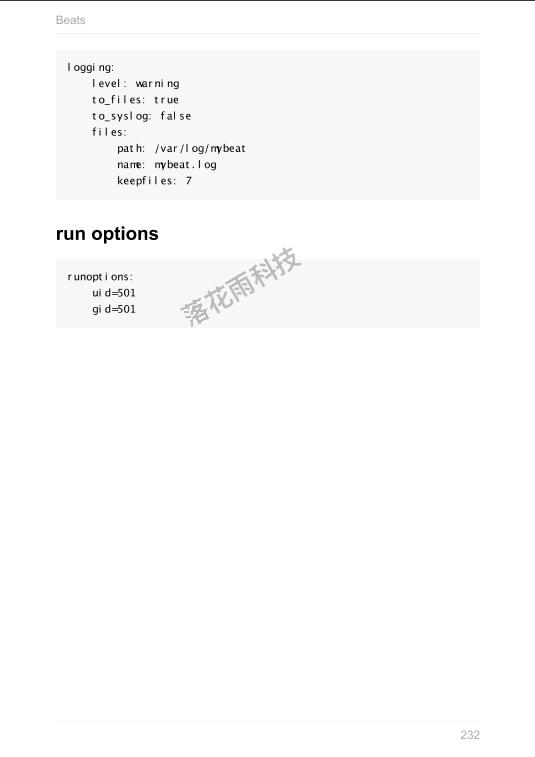 Beats
logging:
    level: warning
    to_files: true
    to_syslog: false
    files:
        path: /var/log/mybeat
        name: mybeat.log
        keepfiles: 7
run options
runoptions:
    uid=501
    gid=501
落花雨科技
232